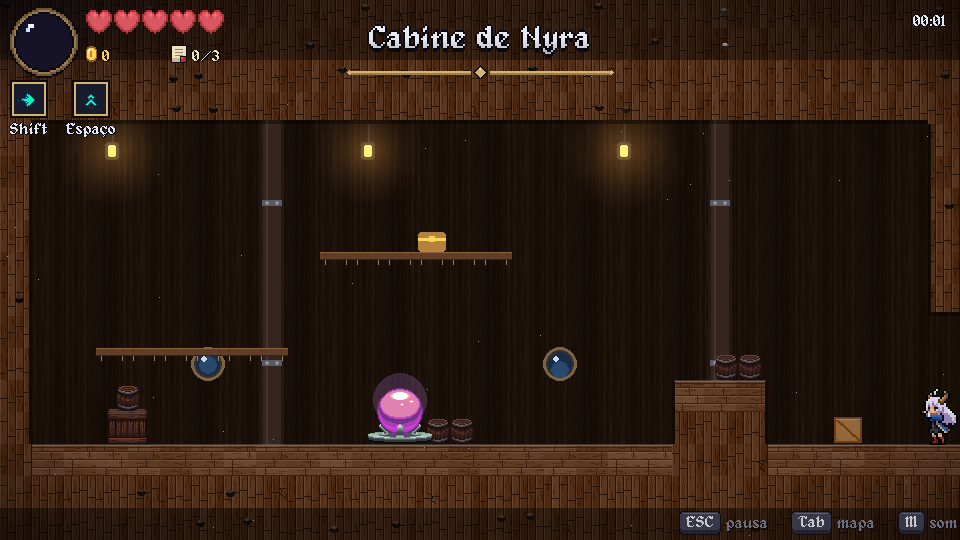 Cabine de Nyra
00:01
0
0/3
Shift
Espaço
ESC pausa
Tab mapa
M som